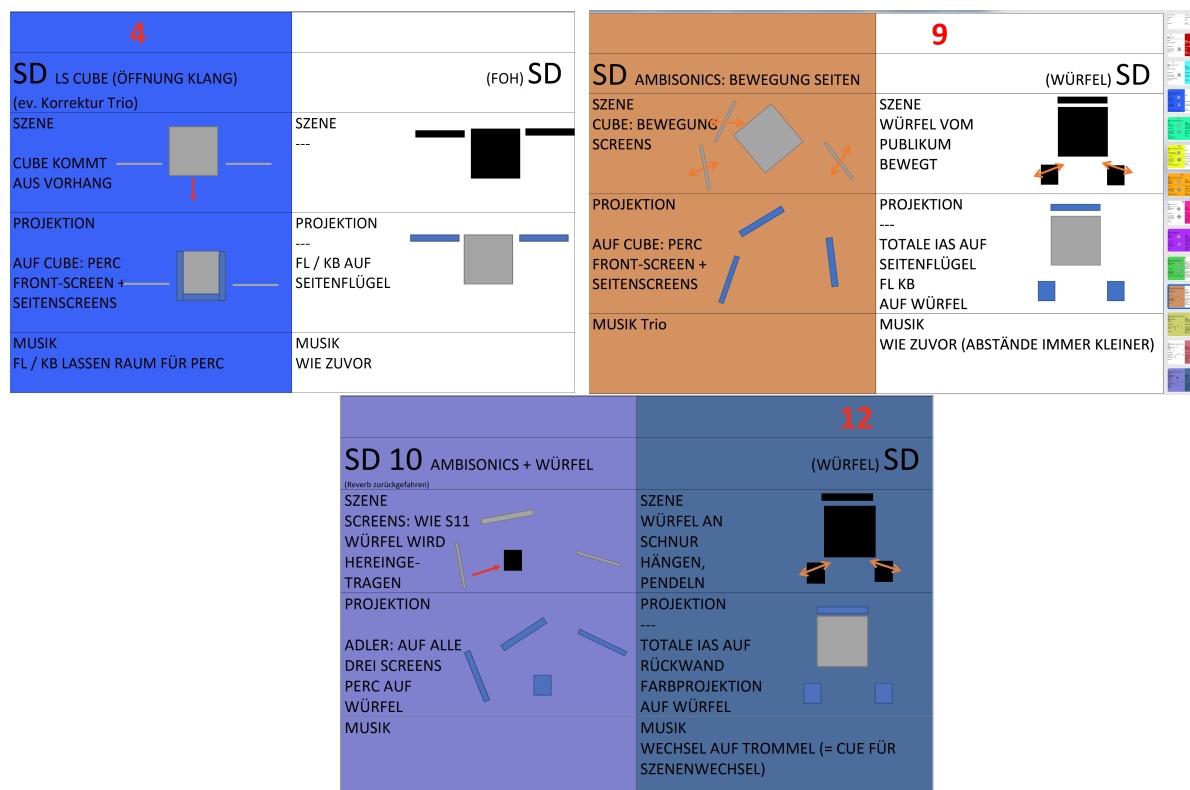 4
SD LS CUBE (ÖFFNUNG KLANG)
(ev. Korrektur Trio)
(FOH) SD
SZENE
CUBE KOMMT
AUS VORHANG
SZENE
---
PROJEKTION
AUF CUBE: PERC
FRONT-SCREEN +
SEITENSCREENS
PROJEKTION
---
FL / KB AUF
SEITENFLÜGEL
MUSIK
FL / KB LASSEN RAUM FÜR PERC
MUSIK
WIE ZUVOR
9
SD AMBISONICS: BEWEGUNG SEITEN
(WÜRFEL) SD
SZENE
CUBE: BEWEGUNG
SCREENS
SZENE
WÜRFEL VOM
PUBLIKUM
BEWEGT
PROJEKTION
AUF CUBE: PERC
FRONT-SCREEN +
SEITENSCREENS
PROJEKTION
---
TOTALE IAS AUF
SEITENFLÜGEL
FL KB
AUF WÜRFEL
MUSIK Trio
MUSIK
WIE ZUVOR (ABSTÄNDE IMMER KLEINER)
12
SD 10 AMBISONICS + WÜRFEL
(Reverb zurückgefahren)
(WÜRFEL) SD
SZENE
SCREENS: WIE S11
WÜRFEL WIRD
HEREINGE-
TRAGEN
SZENE
WÜRFEL AN
SCHNUR
HÄNGEN,
PENDELN
PROJEKTION
ADLER: AUF ALLE
DREI SCREENS
PERC AUF
WÜRFEL
PROJEKTION
---
TOTALE IAS AUF
RÜCKWAND
FARBPROJEKTION
AUF WÜRFEL
MUSIK
MUSIK
WECHSEL AUF TROMMEL (= CUE FÜR
SZENENWECHSEL)